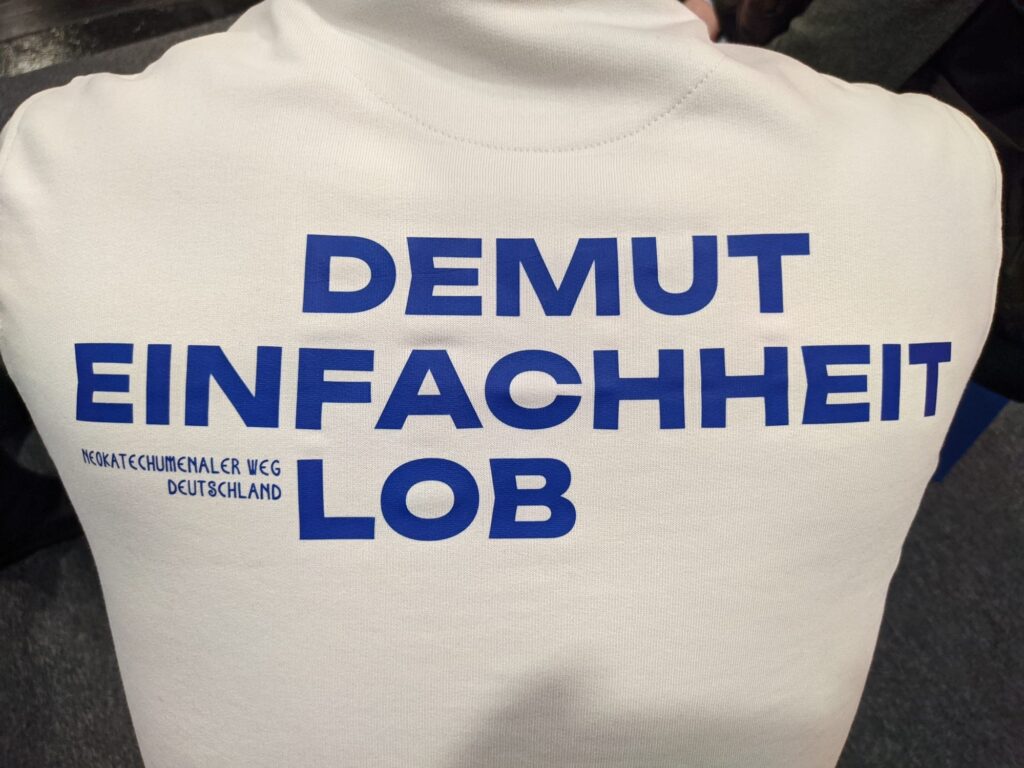 DEMUT
EINFACHHEIT
NEOKATECHUMENALER WEG
DEUTSCHLAND
LOB